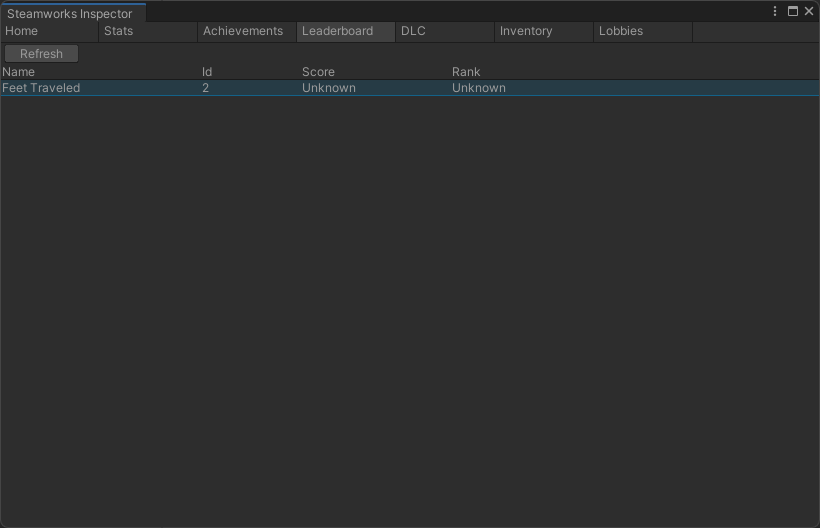 Steamworks Inspector
Home Stats Achievements Leaderboard DLC Inventory Lobbies
Refresh
Name Id Score Rank
Feet Traveled 2 Unknown Unknown